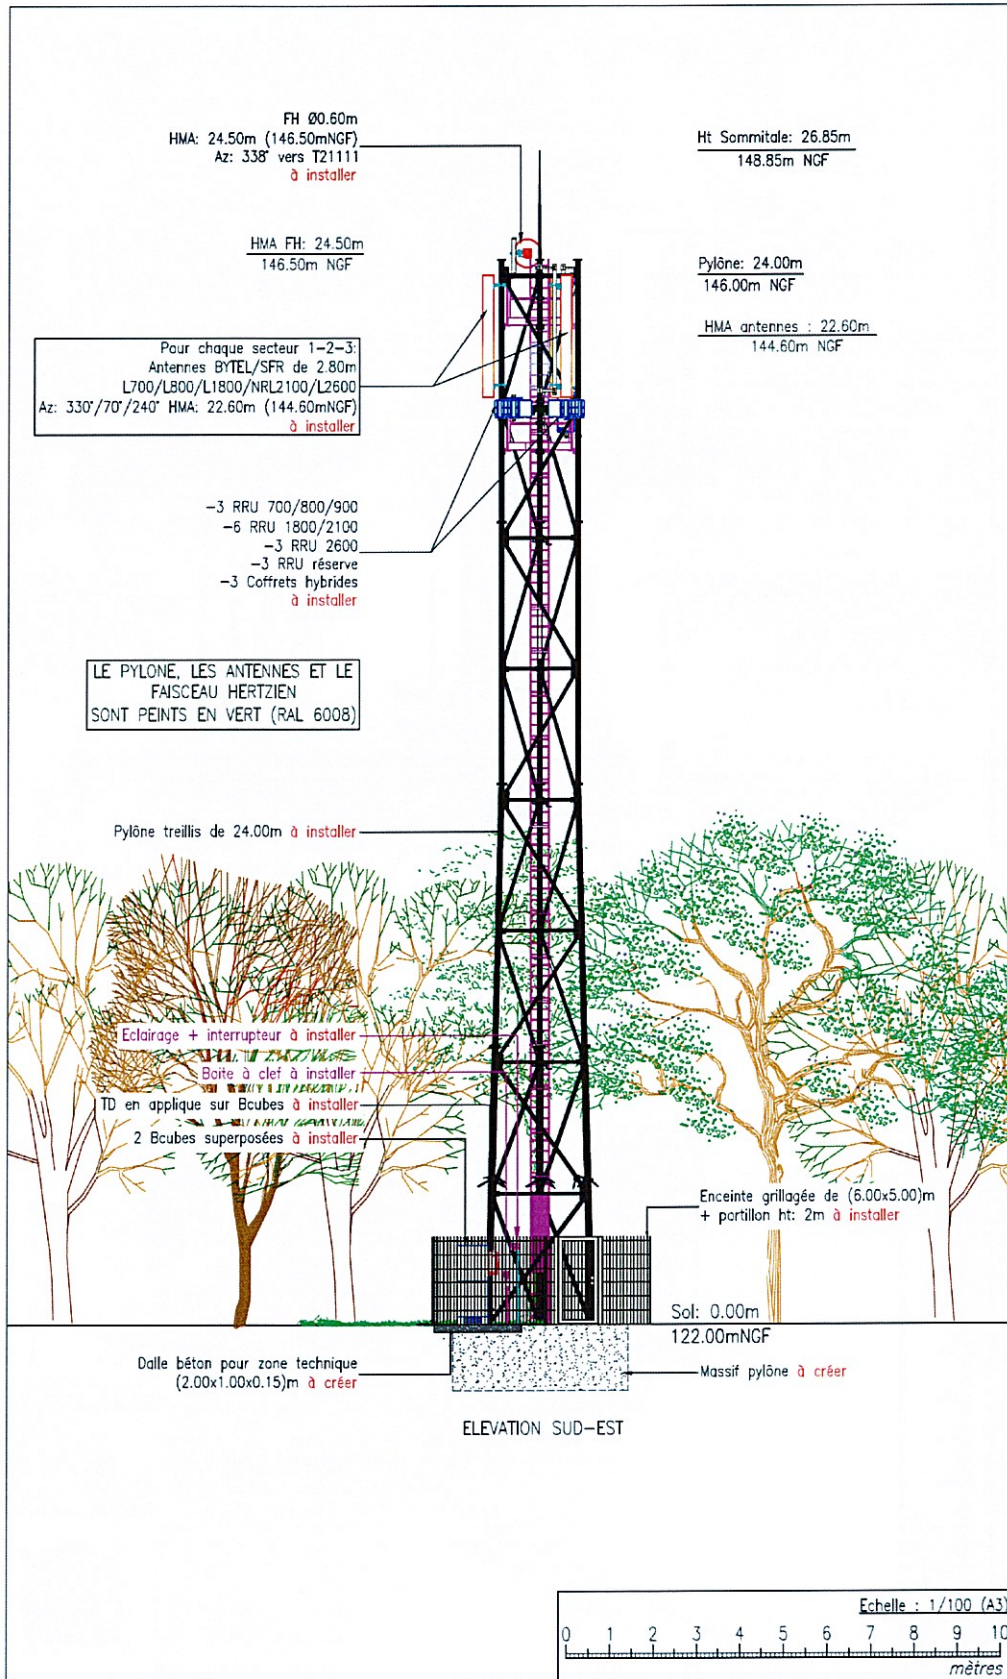 FH Ø0.60m
HMA: 24.50m (146.50mNGF)
Az: 338° vers T21111
à installer
Ht Sommitale: 26.85m
148.85m NGF
HMA FH: 24.50m
146.50m NGF
Pylône: 24.00m
146.00m NGF
HMA antennes : 22.60m
144.60m NGF
Pour chaque secteur 1-2-3:
Antennes BYTEL/SFR de 2.80m
L700/L800/L1800/NRL2100/L2600
Az: 330°/70°/240° HMA: 22.60m (144.60mNGF)
à installer
-3 RRU 700/800/900
-6 RRU 1800/2100
-3 RRU 2600
-3 RRU réserve
-3 Coffrets hybrides
à installer
LE PYLONE, LES ANTENNES ET LE
FAISCEAU HERTZIEN
SONT PEINTS EN VERT (RAL 6008)
Pylône treillis de 24.00m à installer
Eclairage + interrupteur à installer
Boite à clef à installer
TD en applique sur Bcubes à installer
2 Bcubes superposées à installer
Enceinte grillagée de (6.00x5.00)m
+ portillon ht: 2m à installer
Sol: 0.00m
122.00mNGF
Dalle béton pour zone technique
(2.00x1.00x0.15)m à créer
Massif pylône à créer
ELEVATION SUD-EST
Echelle : 1/100 (A3)
0 1 2 3 4 5 6 7 8 9 10
mètres